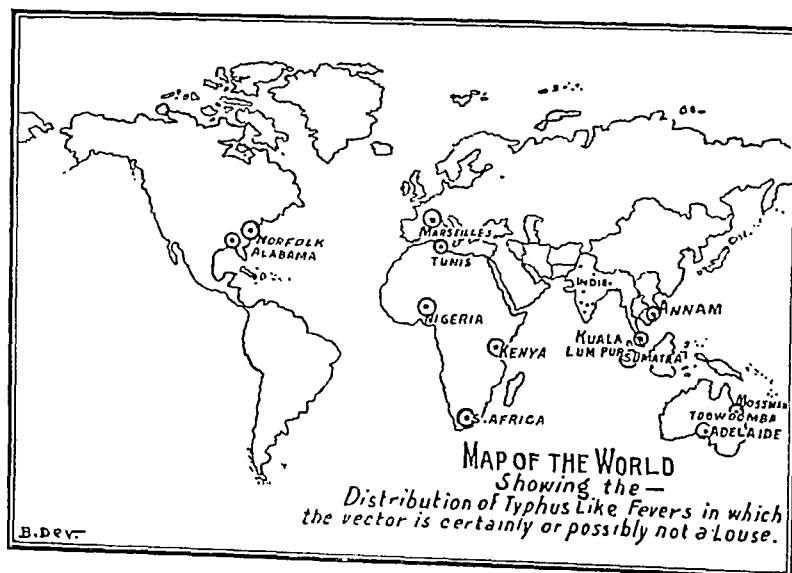 NORFOLK
ALABAMA
MARSEILLES
TUNIS
NIGERIA
KENYA
S. AFRICA
INDIA
ANNAM
KUALA
LUMPUR
SUMATRA
MOSSMAN
TOOWOOMBA
ADELAIDE
MAP OF THE WORLD
Showing the—
Distribution of Typhus Like Fevers in which
the vector is certainly or possibly not a Louse.
B. Dev.